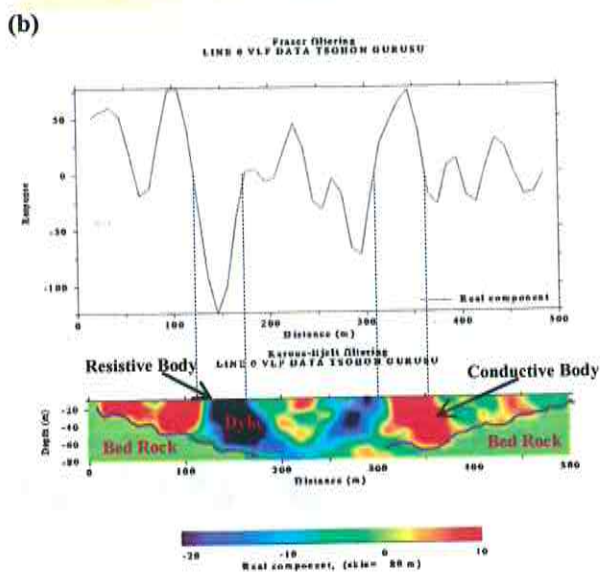 (b)
Fraser filtering
LINE 0 VLF DATA TSOHON GURUSU
50
0
-50
-100
Response
0
100
200
300
400
500
Real component
Distance (m)
Karous-hjelt filtering
LINE 0 VLF DATA TSOHON GURUSU
Resistive Body
Conductive Body
-20
-40
-60
-80
Depth (m)
Dyke
Bed Rock
Bed Rock
0
100
200
300
400
500
Distance (m)
-20
-10
0
10
Real component, (skin= 80 m)